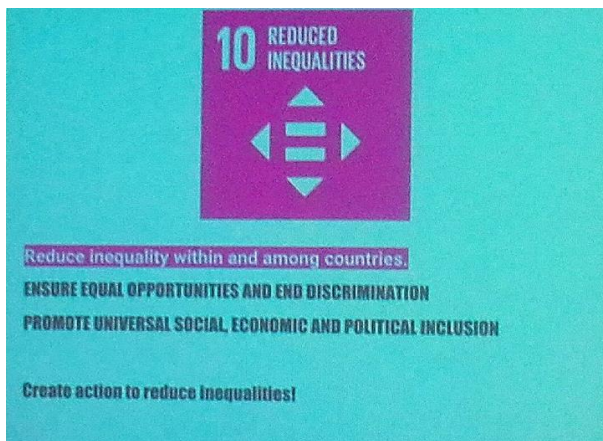 10 REDUCED
INEQUALITIES
Reduce inequality within and among countries.
ENSURE EQUAL OPPORTUNITIES AND END DISCRIMINATION
PROMOTE UNIVERSAL SOCIAL, ECONOMIC AND POLITICAL INCLUSION
Create action to reduce inequalities!